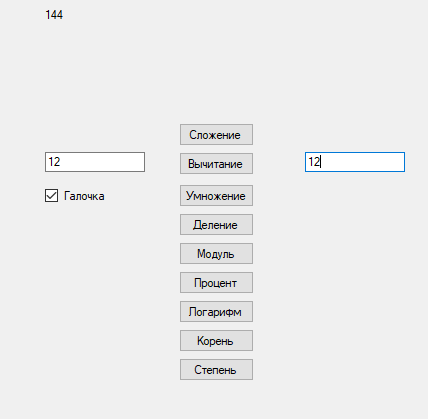 144
Сложение
12
Вычитание
12
Галочка
Умножение
Деление
Модуль
Процент
Логарифм
Корень
Степень